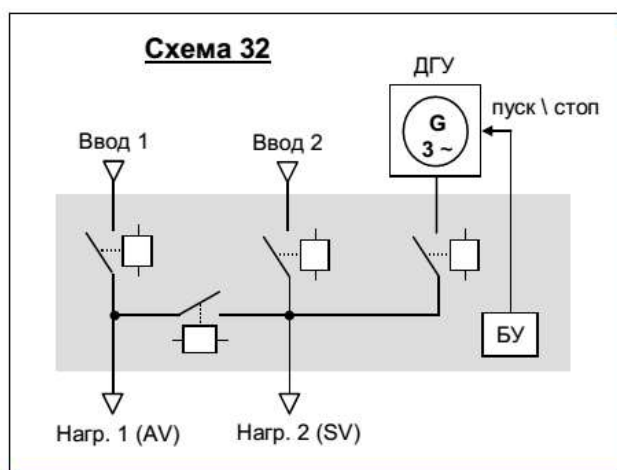 Схема 32
ДГУ
пуск \ стоп
G
3 ~
Ввод 1
Ввод 2
БУ
Нагр. 1 (AV)
Нагр. 2 (SV)